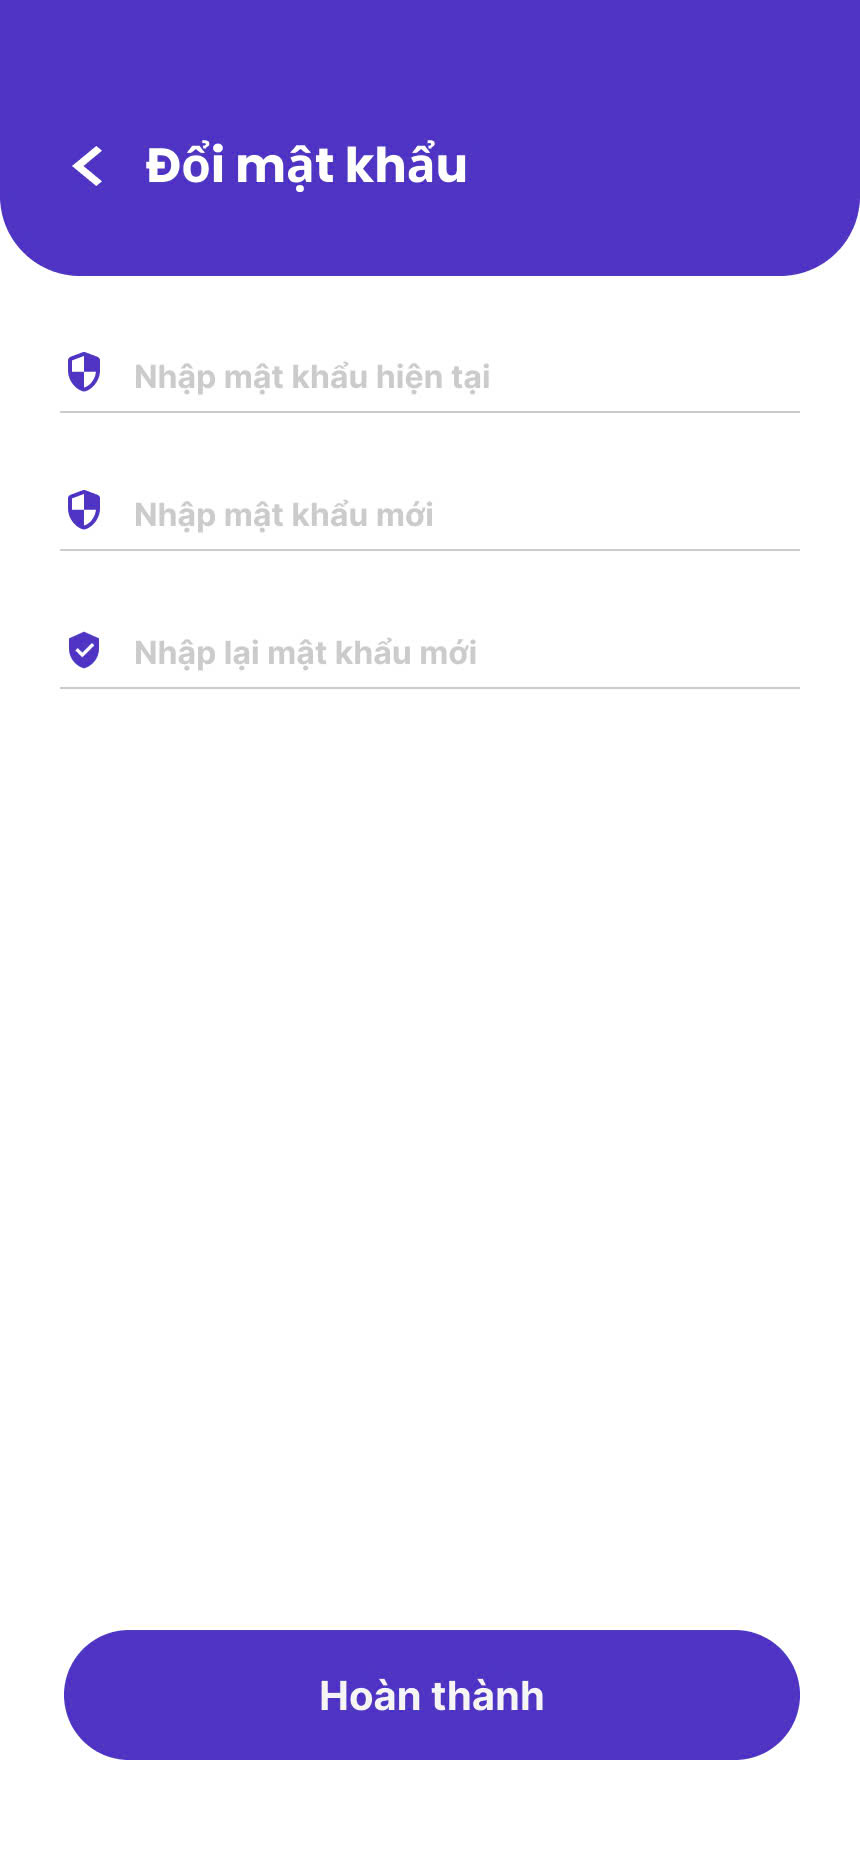 Đổi mật khẩu
Nhập mật khẩu hiện tại
Nhập mật khẩu mới
Nhập lại mật khẩu mới
Hoàn thành